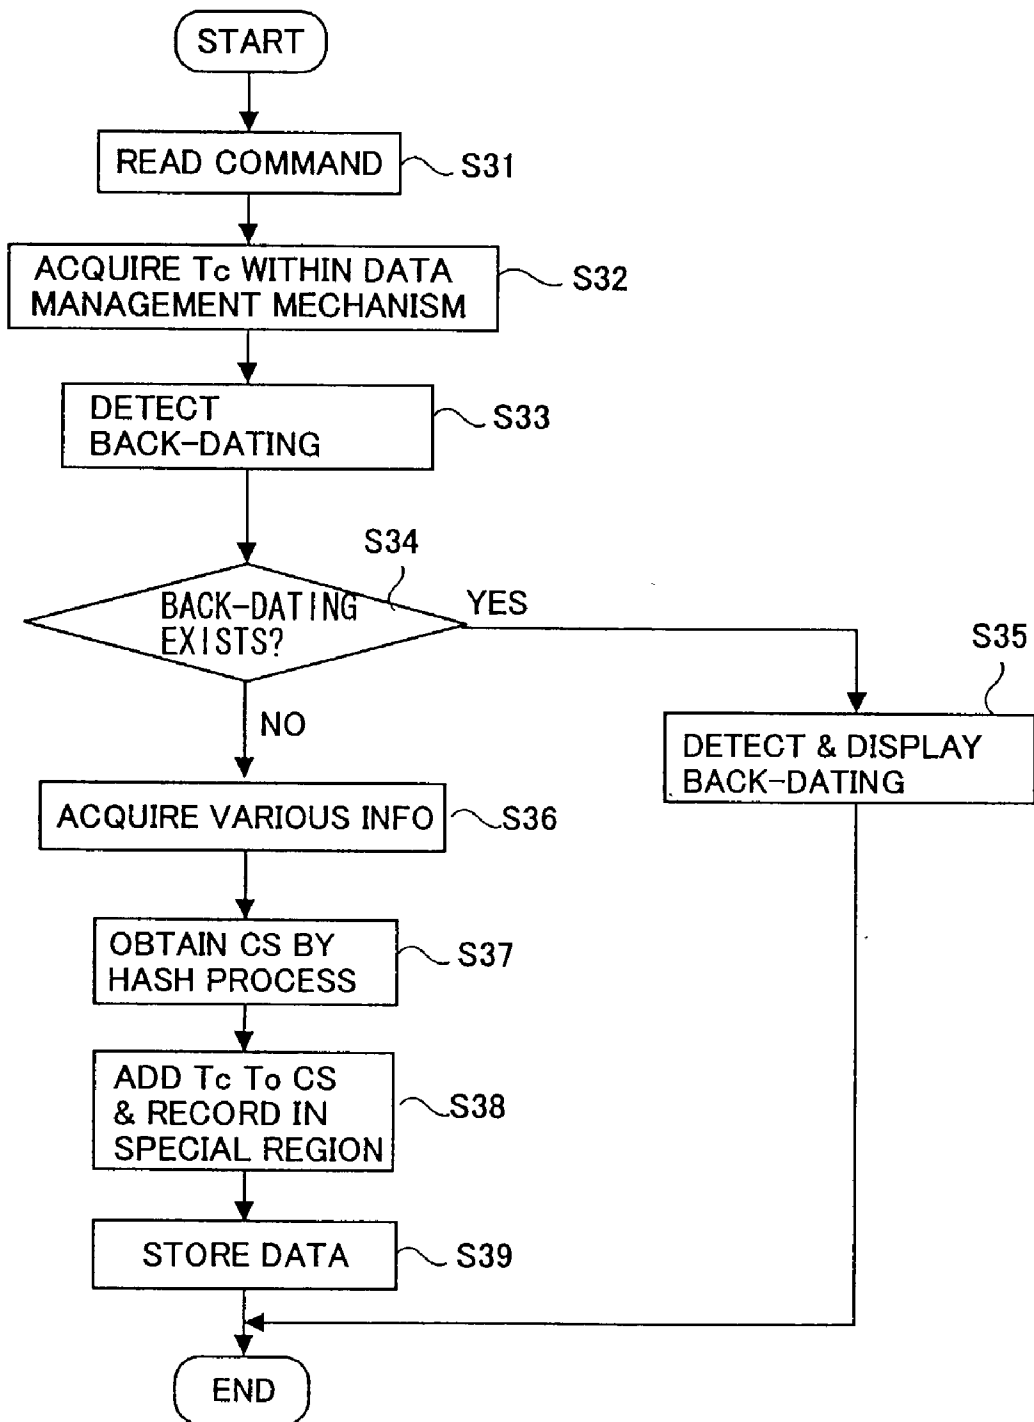 START
READ COMMAND
S31
ACQUIRE Tc WITHIN DATA
MANAGEMENT MECHANISM
S32
DETECT
BACK-DATING
S33
S34
BACK-DATING
EXISTS?
YES
NO
S35
DETECT & DISPLAY
BACK-DATING
ACQUIRE VARIOUS INFO
S36
OBTAIN CS BY
HASH PROCESS
S37
ADD Tc To CS
& RECORD IN
SPECIAL REGION
S38
STORE DATA
S39
END